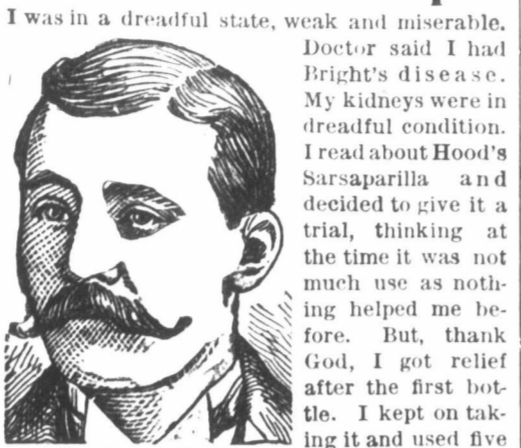 I was in a dreadful state, weak and miserable.
Doctor said I had
Bright's disease.
My kidneys were in
dreadful condition.
I read about Hood's
Sarsaparilla and
decided to give it a
trial, thinking at
the time it was not
much use as noth-
ing helped me be-
fore. But, thank
God, I got relief
after the first bot-
tle. I kept on tak-
ing it and used five